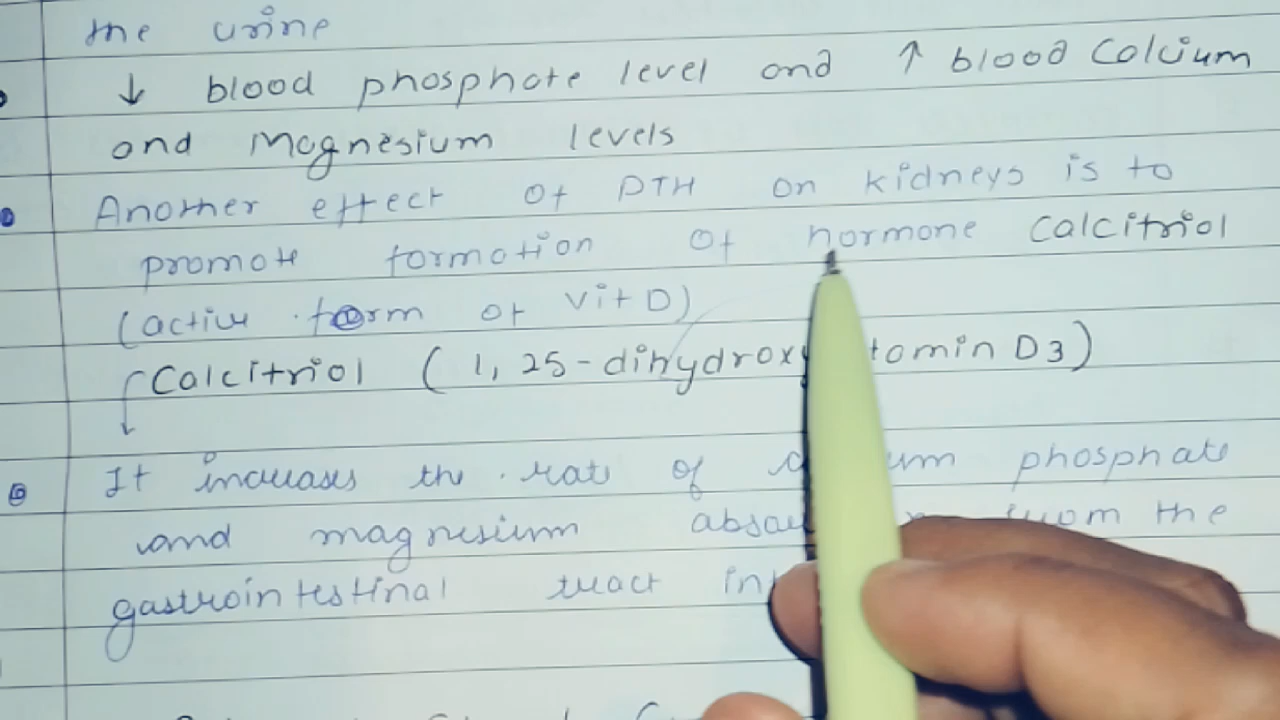 the urine
↓ blood phosphate level and ↑ blood Calcium
and Magnesium levels
Another effect of PTH on kidneys is to
promote formation of hormone Calcitriol
(active form of Vit D)
Calcitriol (1, 25-dihydroxy D3)
It increases the rate of phosphate
and magnesium from the
gastrointestinal tract